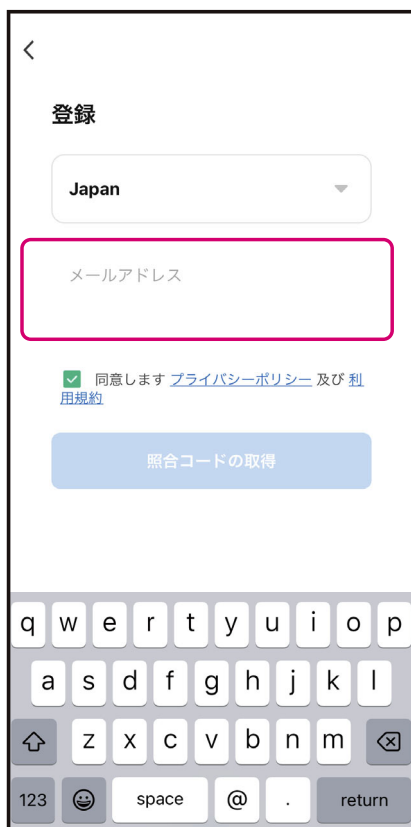 登録
Japan
メールアドレス
同意します プライバシーポリシー 及び 利
用規約
照合コードの取得
q w e r t y u i o p
a s d f g h j k l
z x c v b n m
123 space @ . return